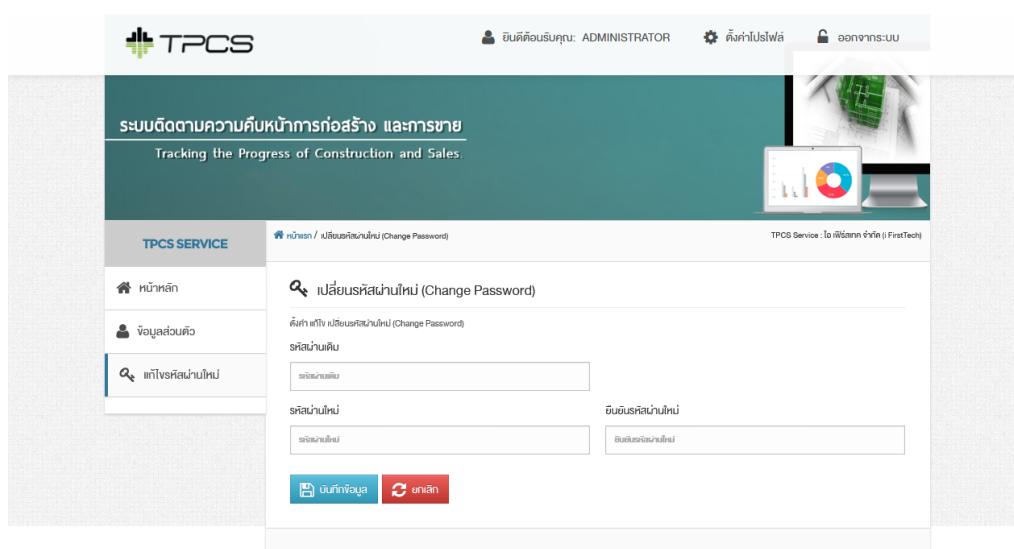 TPCS
ยินดีต้อนรับคุณ: ADMINISTRATOR ตั้งค่าโปรไฟล์ ออกจากระบบ
ระบบติดตามความคืบหน้าการก่อสร้าง และการขาย
Tracking the Progress of Construction and Sales.
TPCS SERVICE
หน้าแรก / เปลี่ยนรหัสผ่านใหม่ (Change Password)
TPCS Service : ไอ เฟิร์สเทค จำกัด (i FirstTech)
หน้าหลัก
ข้อมูลส่วนตัว
แก้ไขรหัสผ่านใหม่
เปลี่ยนรหัสผ่านใหม่ (Change Password)
ตั้งค่า แก้ไข เปลี่ยนรหัสผ่านใหม่ (Change Password)
รหัสผ่านเดิม
รหัสผ่านเดิม
รหัสผ่านใหม่ ยืนยันรหัสผ่านใหม่
รหัสผ่านใหม่ ยืนยันรหัสผ่านใหม่
บันทึกข้อมูล ยกเลิก